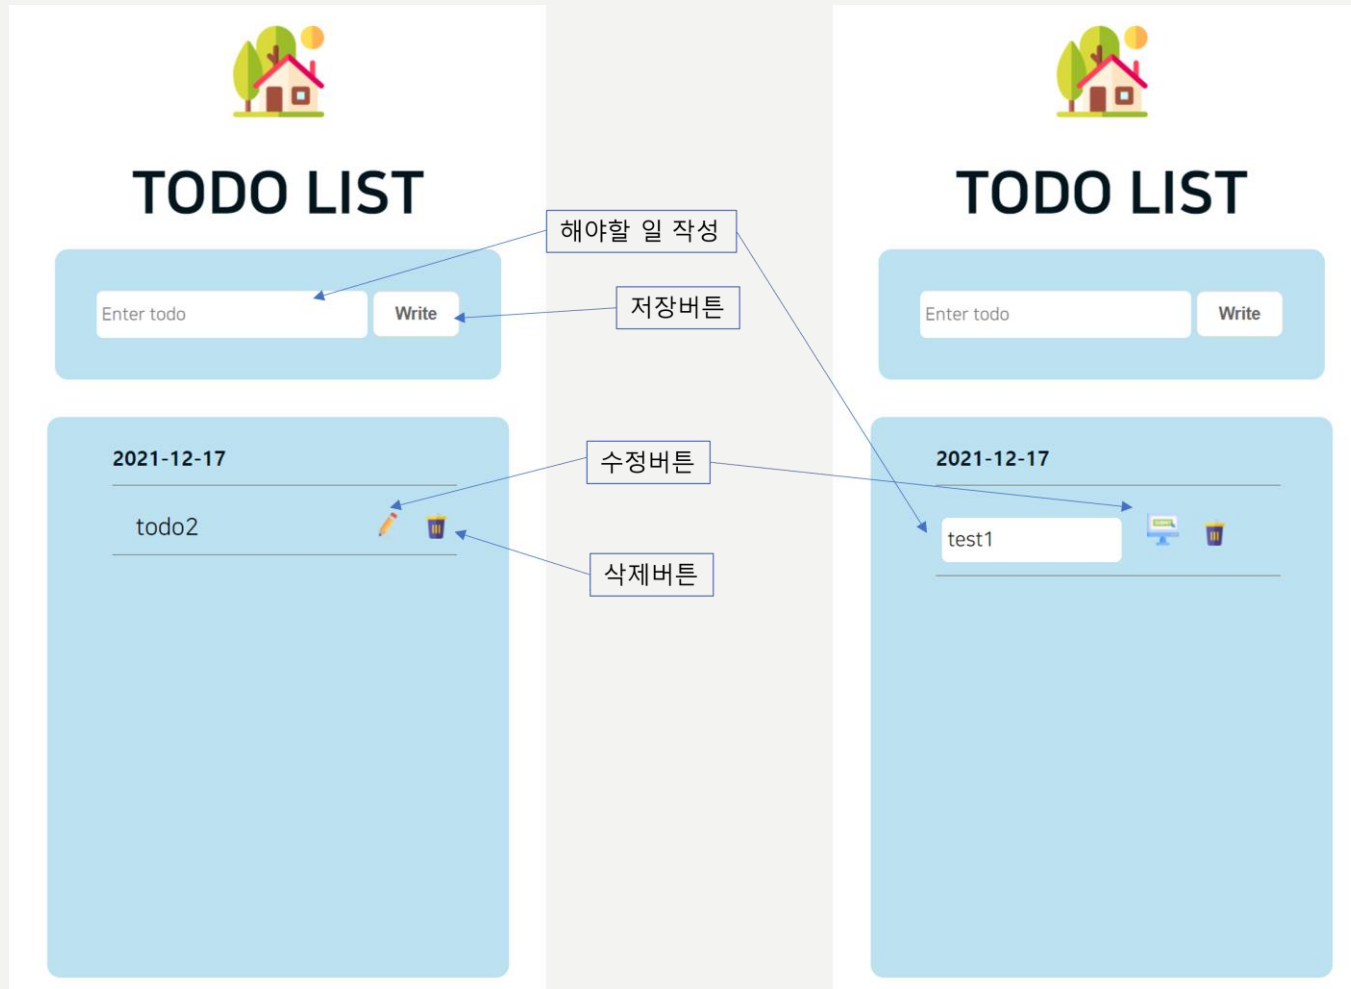 TODO LIST
Enter todo
Write
2021-12-17
todo2
해야할 일 작성
저장버튼
수정버튼
삭제버튼
TODO LIST
Enter todo
Write
2021-12-17
test1